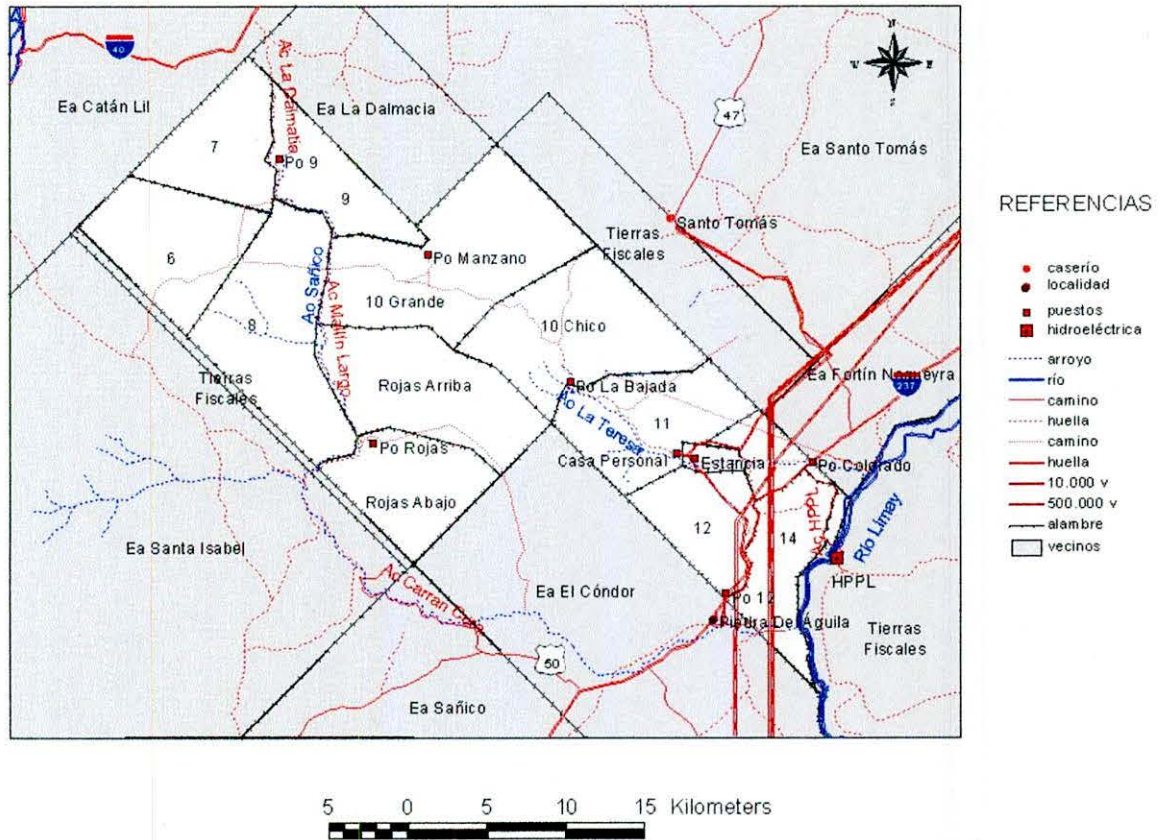 40
Ac La Dalmatia
Ea Catán Lil
Ea La Dalmacia
N
W
E
S
47
Ea Santo Tomás
7
Po 9
9
Santo Tomás
Tierras
Fiscales
6
Po Manzano
Ao Sañico
Ac Mallín Largo
10 Grande
8
10 Chico
Tierras
Fiscales
Rojas Arriba
Po La Bajada
Ea Fortín Nogueyra
237
Ao La Teresa
11
Po Rojas
Casa Personal
Estancia
Po Colorado
Rojas Abajo
12
14
Ac HPPL
Río Limay
HPPL
Ea Santa Isabel
Ac Carran Cura
Ea El Cóndor
Po 12
Piedra Del Águila
Tierras
Fiscales
50
Ea Sañico
REFERENCIAS
caserío
localidad
puestos
hidroeléctrica
arroyo
río
camino
huella
camino
huella
10.000 v
500.000 v
alambre
vecinos
5 0 5 10 15 Kilometers